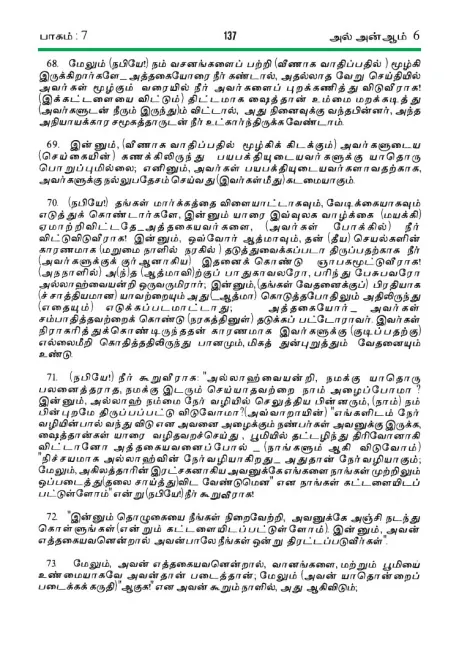 பாகம் : 7 137 அல் அன்ஆம் 6
68. மேலும் (நபியே!) நம் வசனங்களைப் பற்றி (வீணாக வாதிப்பதில் ) மூழ்கி
இருக்கிறார்களே_ அத்தகையோரை நீர் கண்டால், அதல்லாத வேறு செய்தியில்
அவர்கள் மூழ்கும் வரையில் நீர் அவர்களைப் புறக்கணித்து விடுவீராக!
(இக்கட்டளையை விட்டும்) திட்டமாக ஷைத்தான் உம்மை மறக்கடித்து
(அவர்களுடன் நீரும் இருந்து)ம் விட்டால், அது நினைவுக்கு வந்தபின்னர், அந்த
அநியாயக்கார சமூகத்தாருடன் நீர் உட்கார்ந்திருக்கவேண்டாம்.
69. இன்னும், (வீணாக வாதிப்பதில் மூழ்கிக் கிடக்கும்) அவர்களுடைய
(செய்கையின்) கணக்கிலிருந்து பயபக்தியுடையவர்களுக்கு யாதொரு
பொறுப்புமில்லை; எனினும், அவர்கள் பயபக்தியுடையவர்களாவதற்காக,
அவர்களுக்கு நல்லுபதேசம் செய்வது (இவர்கள்மீது) கடமையாகும்.
70. (நபியே!) தங்கள் மார்க்கத்தை விளையாட்டாகவும், வேடிக்கையாகவும்
எடுத்துக் கொண்டார்களே, இன்னும் யாரை இவ்வுலக வாழ்க்கை (மயக்கி)
ஏமாற்றிவிட்டதே_அத்தகையவர்களை, (அவர்கள் போக்கில்) நீர்
விட்டுவிடுவீராக! இன்னும், ஒவ்வோர் ஆத்மாவும், தன் (தீய) செயல்களின்
காரணமாக (மறுமை நாளில் நரகில் ) தடுத்துவைக்கப்படா திருப்பதற்காக நீர்
(அவர்களுக்குக் குர்ஆனாகிய) இதனைக் கொண்டு ஞாபகமூட்டுவீராக!
(அந்நாளில்) அ(ந்)த (ஆத்மாவி)ற்குப் பாதுகாவலரோ, பரிந்து பேசுபவரோ
அல்லாஹ்வையன்றி ஒருவருமிரார்; இன்னும், (தங்கள் வேதனைக்குப்) பிரதியாக
(ச்சாத்தியமான) யாவற்றையும் அது_(ஆத்மா) கொடுத்தபோதிலும் அதிலிருந்து
(எதையும்) எடுக்கப்படமாட்டாது; அத்தகையோர்_ அவர்கள்
சம்பாதித்தவற்றைக் கொண்டு (நரகத்தினுள்) தடுக்கப் பட்டோராவர். இவர்கள்
நிராகரித்துக்கொண்டிருந்ததன் காரணமாக இவர்களுக்கு (குடிப்பதற்கு)
எல்லைமீறி கொதித்ததிலிருந்து பானமும், மிகத் துன்புறுத்தும் வேதனையும்
உண்டு.
71. (நபியே!) நீர் கூறுவீராக: "அல்லாஹ்வையன்றி, நமக்கு யாதொரு
பலனைத்தராத, நமக்கு இடரும் செய்யாதவற்றை நாம் அழைப்போமா ?
இன்னும், அல்லாஹ் நம்மை நேர் வழியில் செலுத்திய பின்னரும், (நாம்) நம்
பின்புறமே திருப்பப்பட்டு விடுவோமா?(அவ்வாறாயின்) "எங்களிடம் நேர்
வழியின்பால் வந்து விடு என அவனை அழைக்கும் நண்பர்கள் அவனுக்கு இருக்க,
ஷைத்தான்கள் யாரை வழிதவறச்செய்து , பூமியில் தட்டழிந்து திரிவோனாகி
விட்டானோ அத்தகையவனைப்போல் _ (நாங்களும் ஆகி விடுவோம்)
"நிச்சயமாக அல்லாஹ்வின் நேர்வழியாகிறது_ அதுதான் நேர்வழியாகும்;
மேலும், அகிலத்தாரின் இரட்சகனாகிய அவனுக்கே எங்களை நாங்கள் முற்றிலும்
ஒப்படைத்து(தலை சாய்த்து)விட வேண்டுமென" என நாங்கள் கட்டளையிடப்
பட்டுள்ளோம்" என்று (நபியே!) நீர் கூறுவீராக!
72. "இன்னும் தொழுகையை நீங்கள் நிறைவேற்றி, அவனுக்கே அஞ்சி நடந்து
கொள்ளுங்கள் (என்றும் கட்டளையிடப்பட்டுள்ளோம்). இன்னும், அவன்
எத்தகையவனென்றால் அவன்பாலே நீங்கள் ஒன்று திரட்டப்படுவீர்கள்".
73 மேலும், அவன் எத்தகையவனென்றால், வானங்களை, மற்றும் பூமியை
உண்மையாகவே அவன்தான் படைத்தான்; மேலும் (அவன் யாதொன்றைப்
படைக்கக் கருதி) "ஆகுக!" என அவன் கூறும்நாளில், அது ஆகிவிடும்;